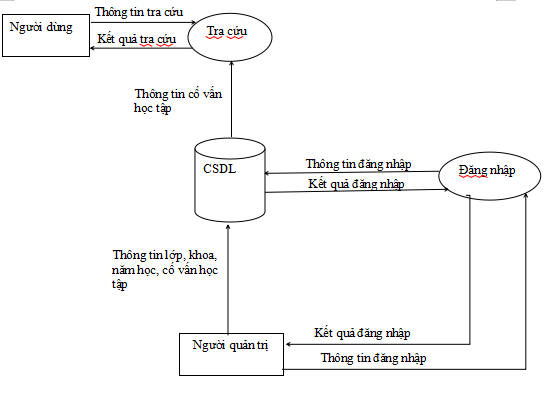 Thông tin tra cứu
Người dùng
Tra cứu
Kết quả tra cứu
Thông tin cố vấn
học tập
Thông tin đăng nhập
CSDL
Đăng nhập
Kết quả đăng nhập
Thông tin lớp, khoa,
năm học, cố vấn học
tập
Kết quả đăng nhập
Người quản trị
Thông tin đăng nhập